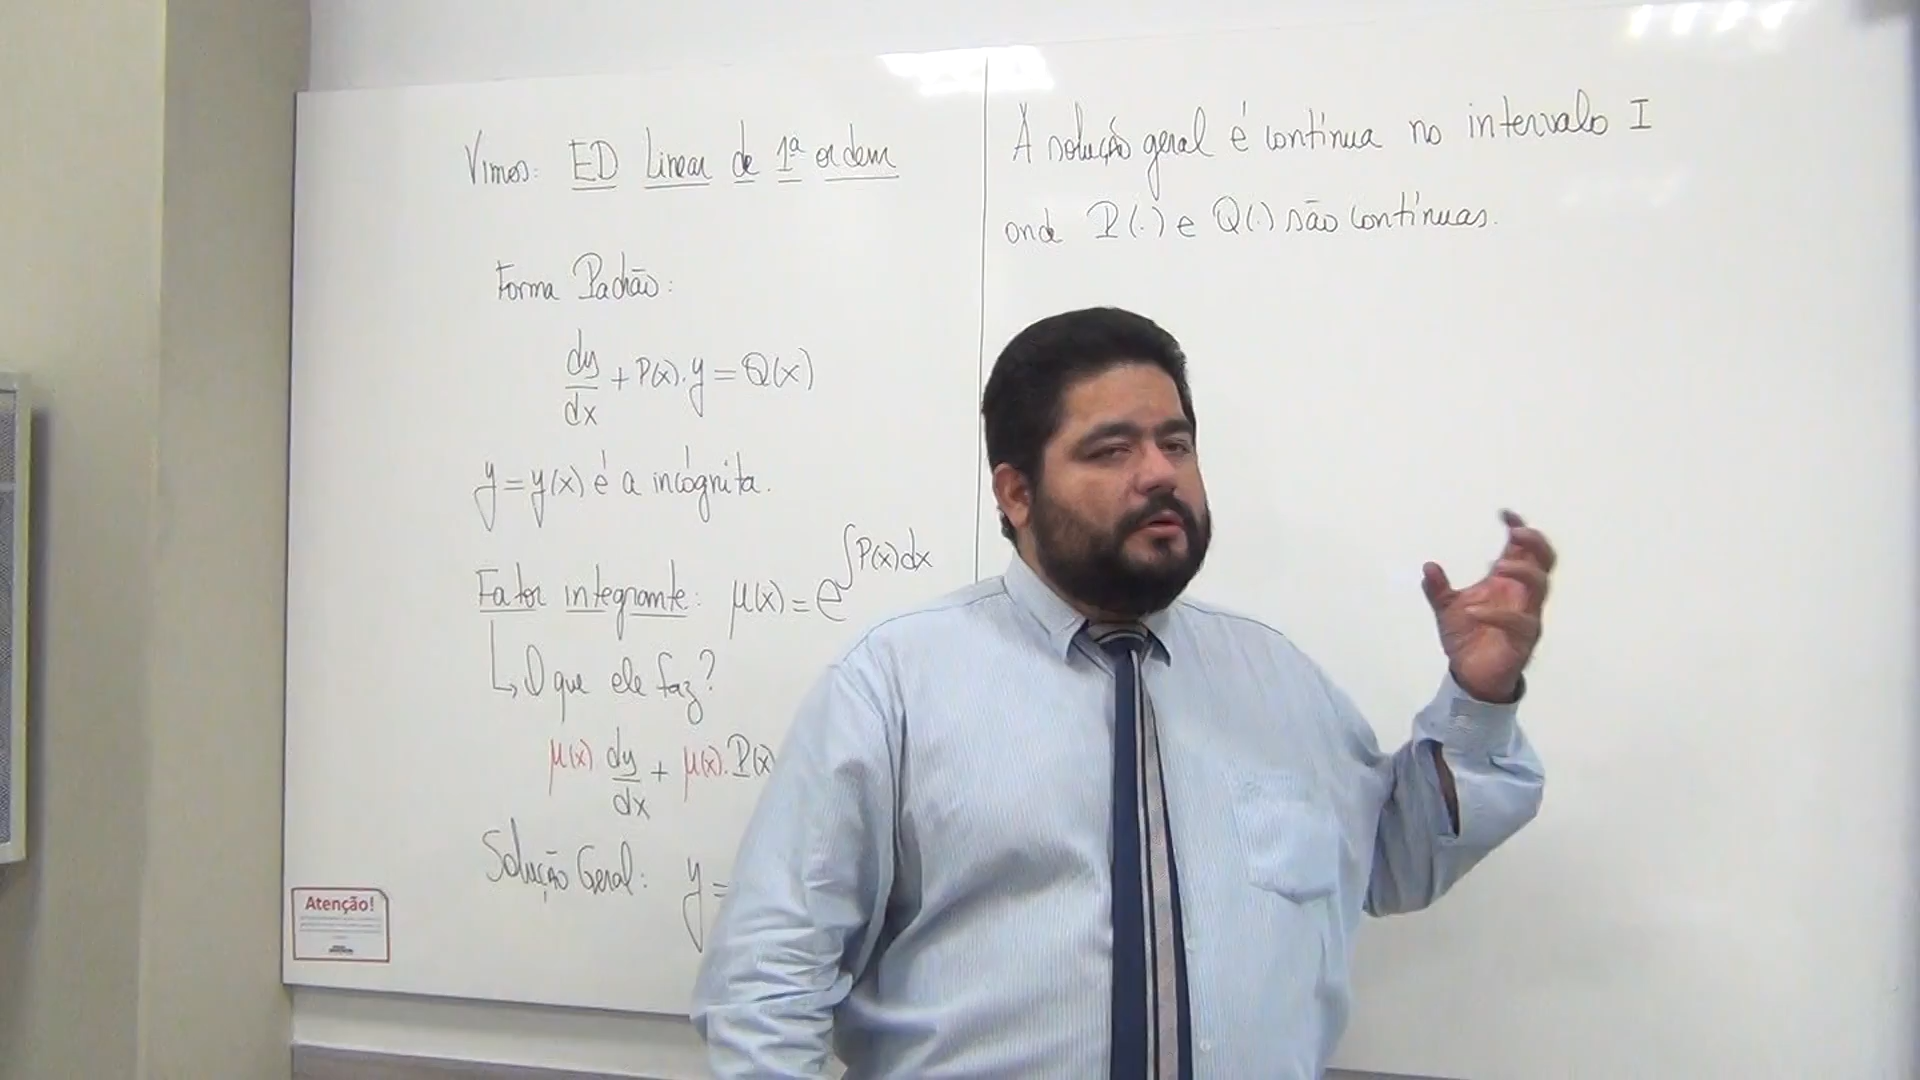 Vimos: ED Linear de 1ª ordem
Forma Padrão:
dy/dx + P(x).y = Q(x)
y = y(x) é a incógnita.
Fator integrante: μ(x) = e^∫P(x)dx
↳ O que ele faz?
μ(x) dy/dx + μ(x).P(x)
Solução Geral: y =
A solução geral é contínua no intervalo I
onde P(.) e Q(.) são contínuas.
Atenção!